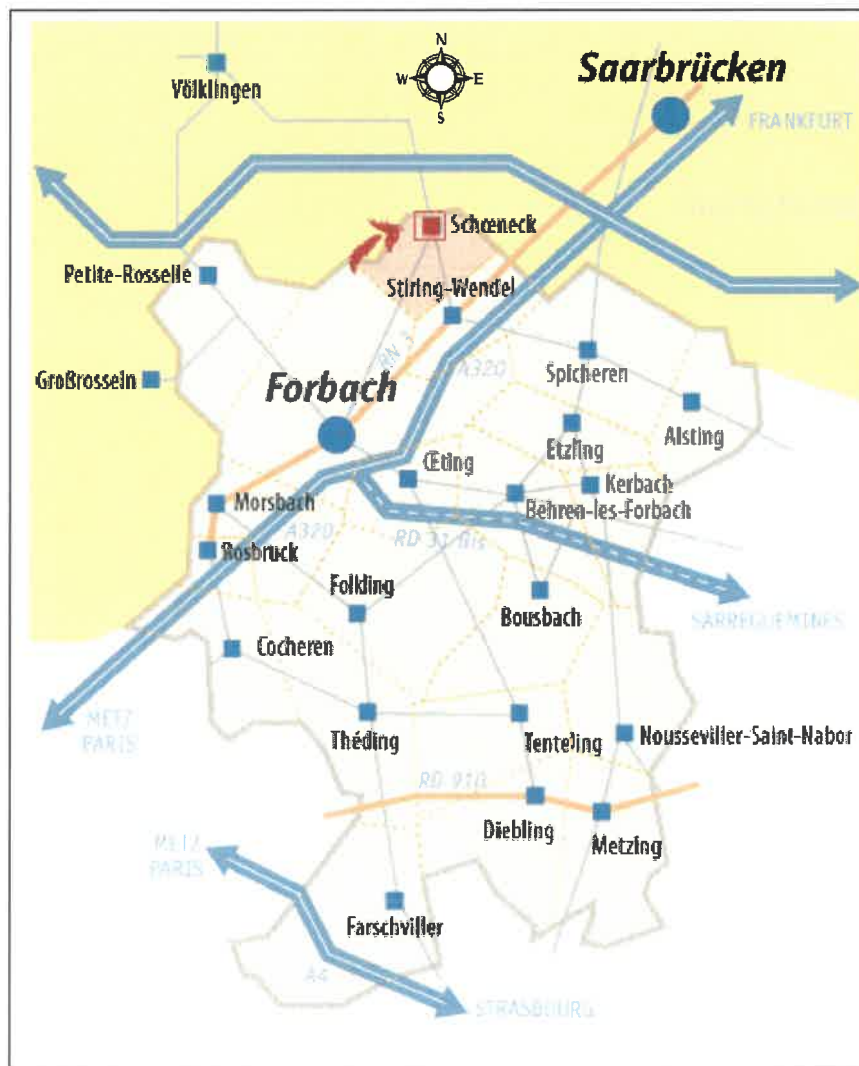 N
W E
S
Saarbrücken
Völklingen
FRANKFURT
Schœneck
Petite-Rosselle
Stiring-Wendel
RN 3
A320
Spicheren
Großrosseln
Forbach
Alsting
Etzling
Œting
Kerbach
Behren-les-Forbach
Morsbach
A320
RD 31 Bis
Rosbruck
Folkling
Bousbach
SARREGUEMINES
Cocheren
METZ
PARIS
Théding
Tenteling
Nousseviller-Saint-Nabor
RD 910
Diebling
Metzing
METZ
PARIS
Farschviller
A4
STRASBOURG